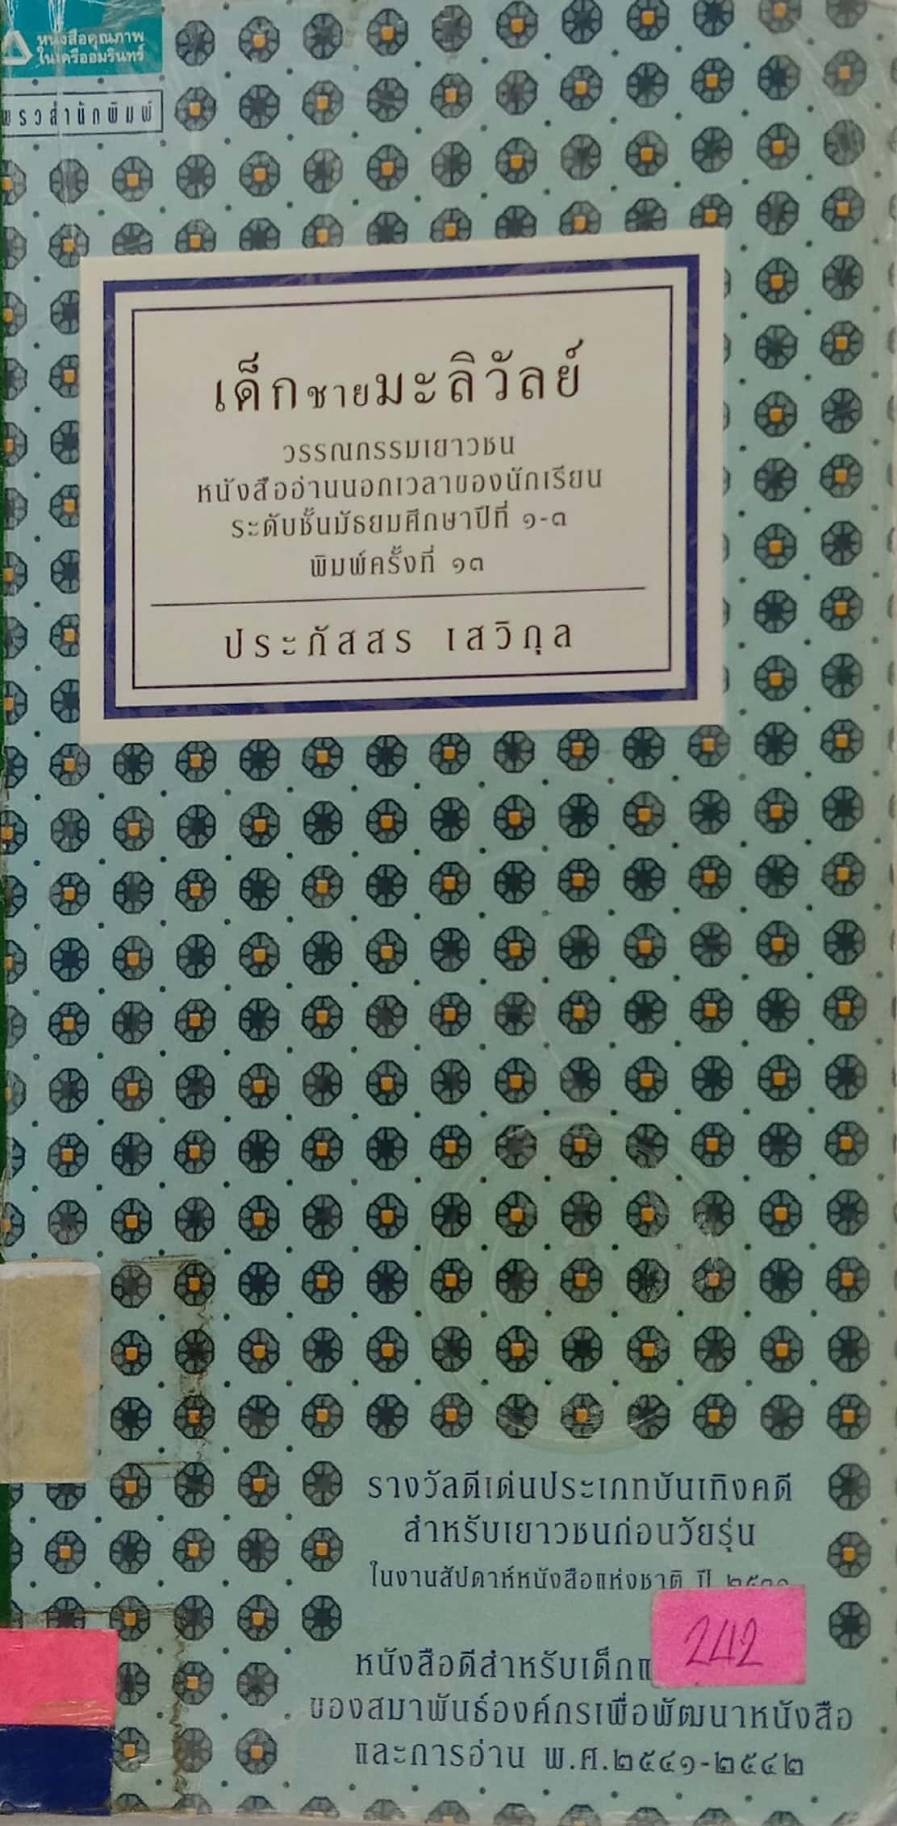 หนังสือคุณภาพ
ในเครืออมรินทร์
แพรวสำนักพิมพ์
เด็กชายมะลิวัลย์
วรรณกรรมเยาวชน
หนังสืออ่านนอกเวลาของนักเรียน
ระดับชั้นมัธยมศึกษาปีที่ ๑-๓
พิมพ์ครั้งที่ ๑๓
ประภัสสร เสวิกุล
รางวัลดีเด่นประเภทบันเทิงคดี
สำหรับเยาวชนก่อนวัยรุ่น
ในงานสัปดาห์หนังสือแห่งชาติ ปี
242
หนังสือดีสำหรับเด็ก
ของสมาพันธ์องค์กรเพื่อพัฒนาหนังสือ
และการอ่าน พ.ศ.๒๕๔๑-๒๕๔๒